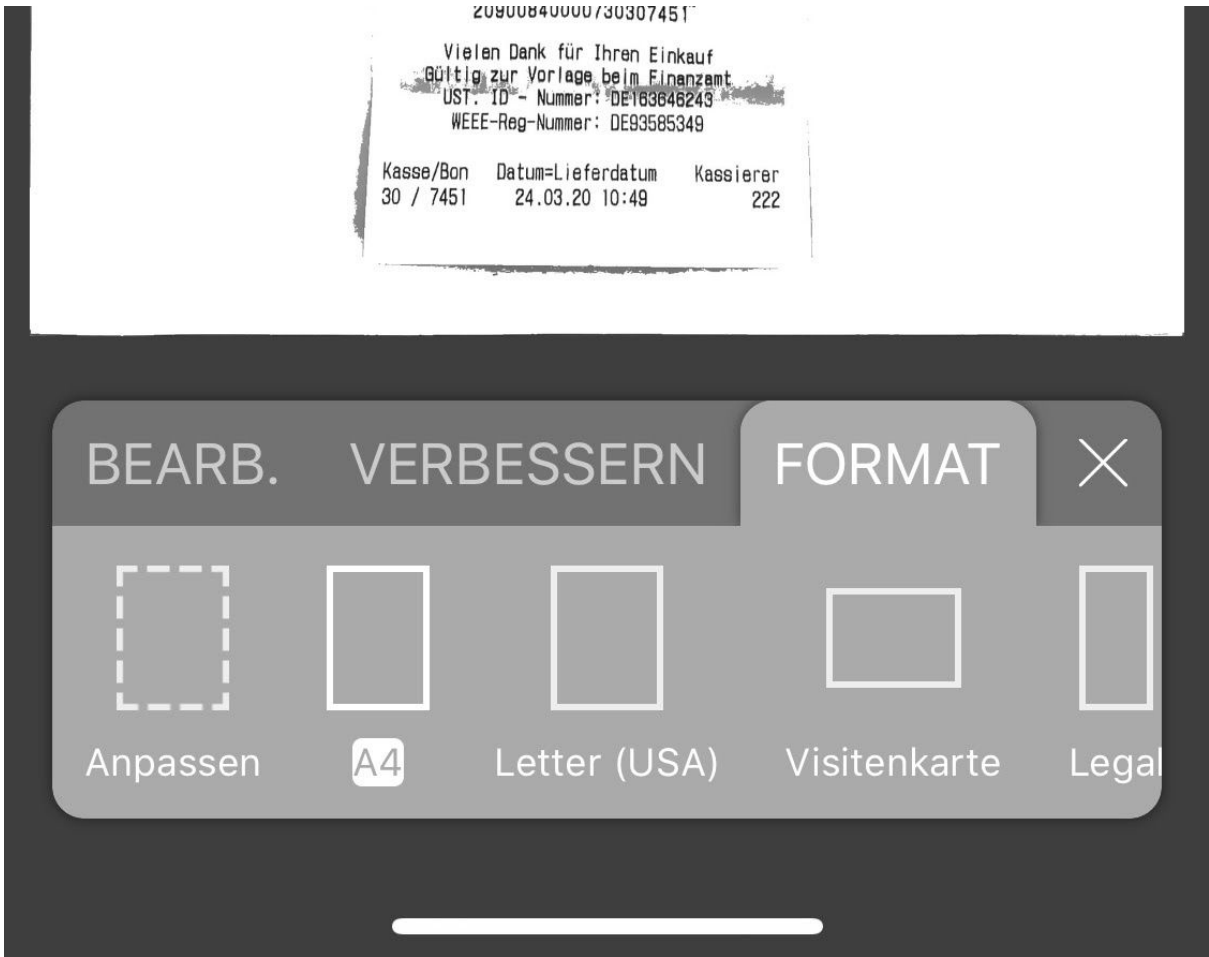 20900840000730307451
Vielen Dank für Ihren Einkauf
Gültig zur Vorlage beim Finanzamt
UST. ID - Nummer: DE163646243
WEEE-Reg-Nummer: DE93585349
Kasse/Bon Datum=Lieferdatum Kassierer
30 / 7451 24.03.20 10:49 222
BEARB. VERBESSERN FORMAT
Anpassen A4 Letter (USA) Visitenkarte Legal